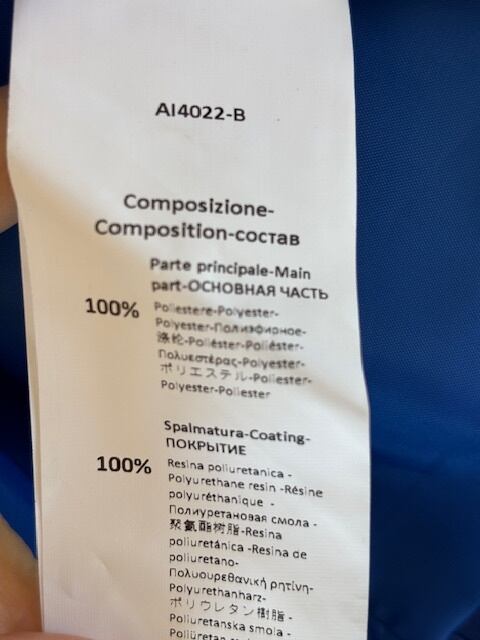 AI4022-B
Composizione-
Composition-состав
Parte principale-Main
part-ОСНОВНАЯ ЧАСТЬ
100% Poliestere-Polyester-
Polyester-Полиэфирное-
涤纶-Poliéster-Poliéster-
Πολυεστέρας-Polyester-
ポリエステル-Poliester-
Polyester-Poliester
Spalmatura-Coating-
ПОКРЫТИЕ
100% Resina poliuretanica -
Polyurethane resin -Résine
polyuréthanique -
Полиуретановая смола -
聚氨酯树脂-Resina
poliuretánica -Resina de
poliuretano-
Πολυουρεθανική ρητίνη-
Polyurethanharz-
ポリウレタン樹脂 -
Poliuretanska smola -